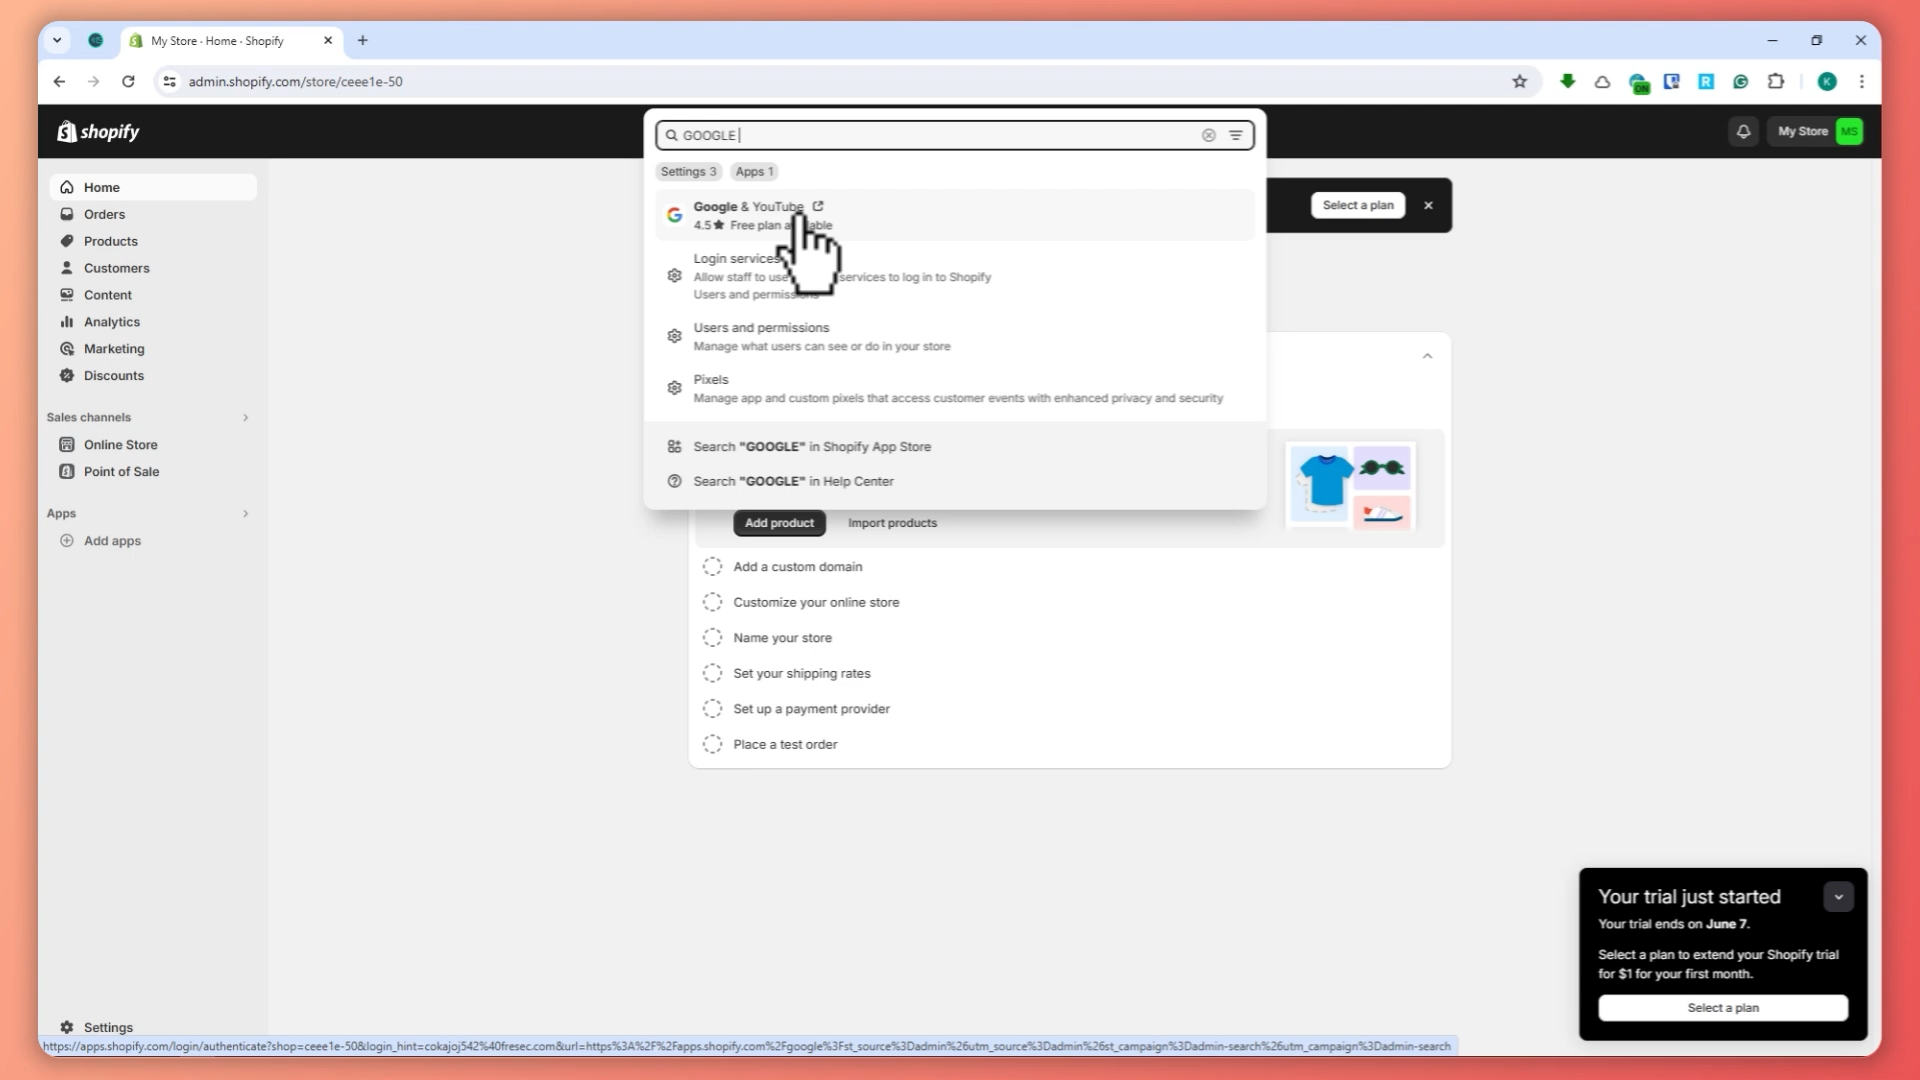 My Store · Home · Shopify
admin.shopify.com/store/ceee1e-50
ON
R
K
shopify
GOOGLE
My Store MS
Settings 3 Apps 1
Google & YouTube
4.5★ Free plan
Select a plan
Login services
Allow staff to use services to log in to Shopify
Users and
Users and permissions
Manage what users can see or do in your store
Pixels
Manage app and custom pixels that access customer events with enhanced privacy and security
Search "GOOGLE" in Shopify App Store
Search "GOOGLE" in Help Center
Home
Orders
Products
Customers
Content
Analytics
Marketing
Discounts
Sales channels
Online Store
Point of Sale
Apps
Add apps
Settings
Add product Import products
Add a custom domain
Customize your online store
Name your store
Set your shipping rates
Set up a payment provider
Place a test order
Your trial just started
Your trial ends on June 7.
Select a plan to extend your Shopify trial
for $1 for your first month.
Select a plan
https://apps.shopify.com/login/authenticate?shop=ceee1e-50&login_hint=cokajoj542%40fresec.com&url=https%3A%2F%2Fapps.shopify.com%2Fgoogle%3Fst_source%3Dadmin%26utm_source%3Dadmin%26st_campaign%3Dadmin-search%26utm_campaign%3Dadmin-search